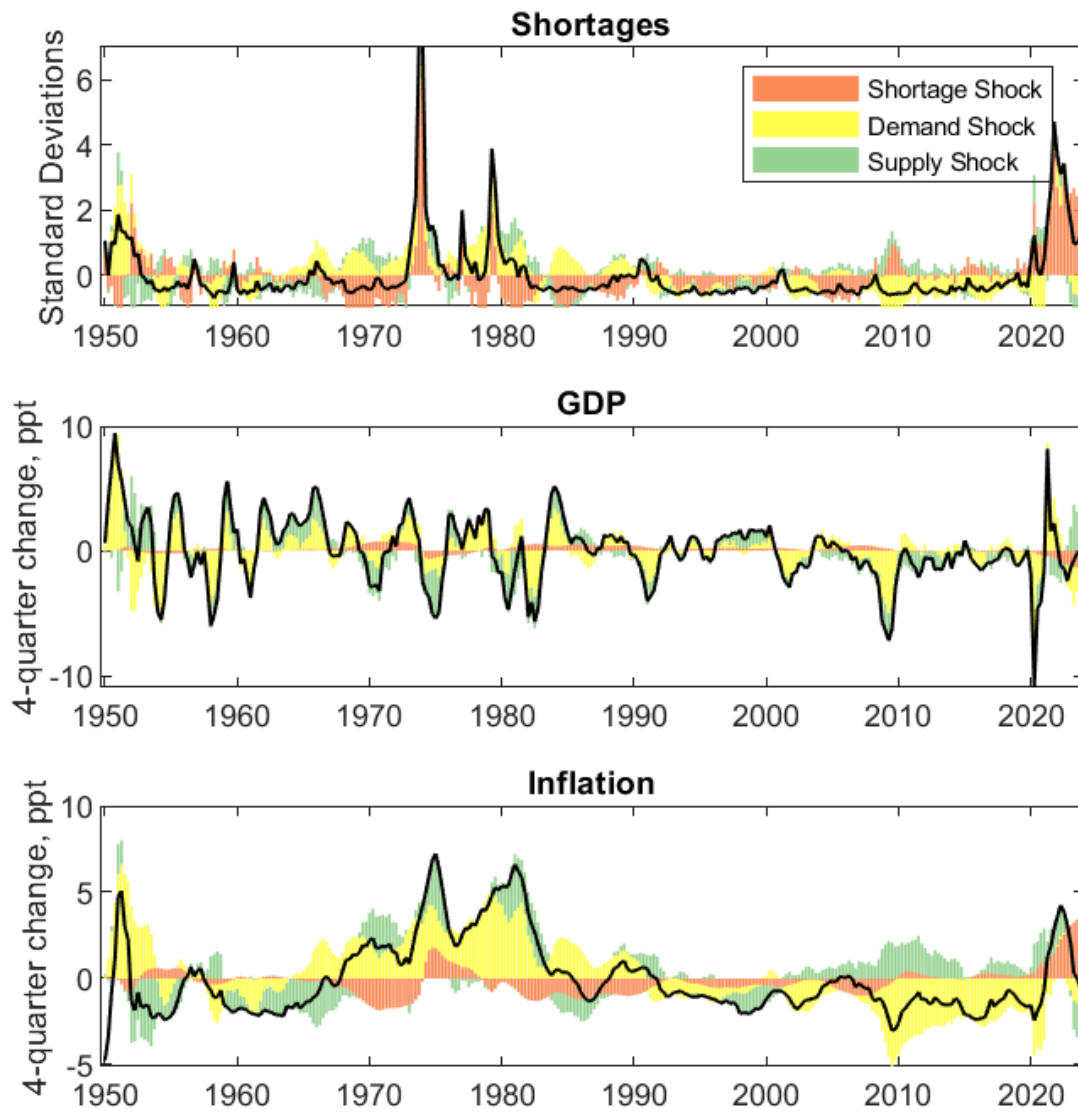 Shortages
Standard Deviations
6
4
2
0
Shortage Shock
Demand Shock
Supply Shock
1950 1960 1970 1980 1990 2000 2010 2020
GDP
4-quarter change, ppt
10
0
-10
1950 1960 1970 1980 1990 2000 2010 2020
Inflation
4-quarter change, ppt
10
5
0
-5
1950 1960 1970 1980 1990 2000 2010 2020